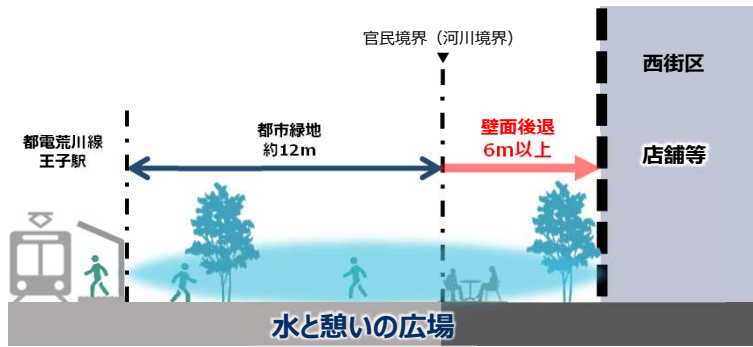 官民境界（河川境界）
西街区
都市緑地
約12m
壁面後退
6m以上
都電荒川線
王子駅
店舗等
水と憩いの広場